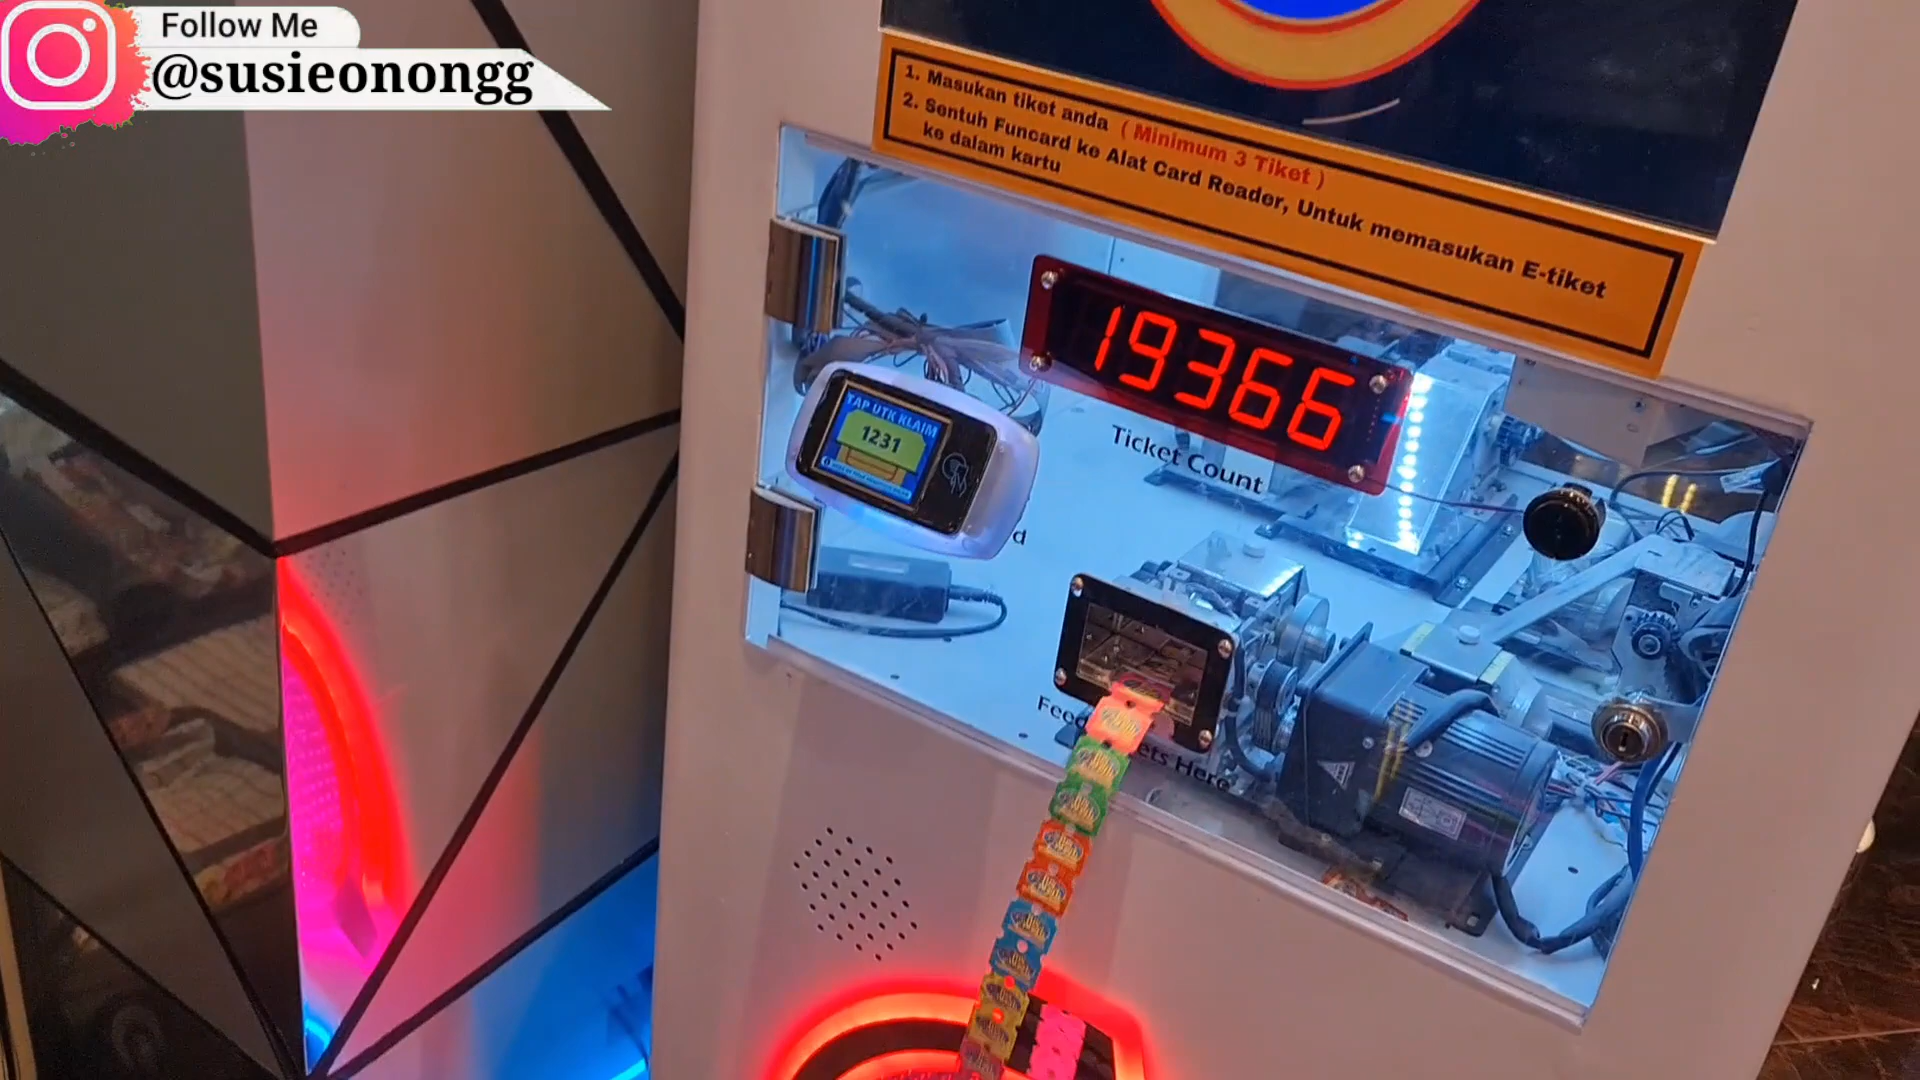 Follow Me
@susieonongg
1. Masukan tiket anda ( Minimum 3 Tiket )
2. Sentuh Funcard ke Alat Card Reader, Untuk memasukan E-tiket
ke dalam kartu
19366
Ticket Count
TAP UTK KLAIM
1231
Here